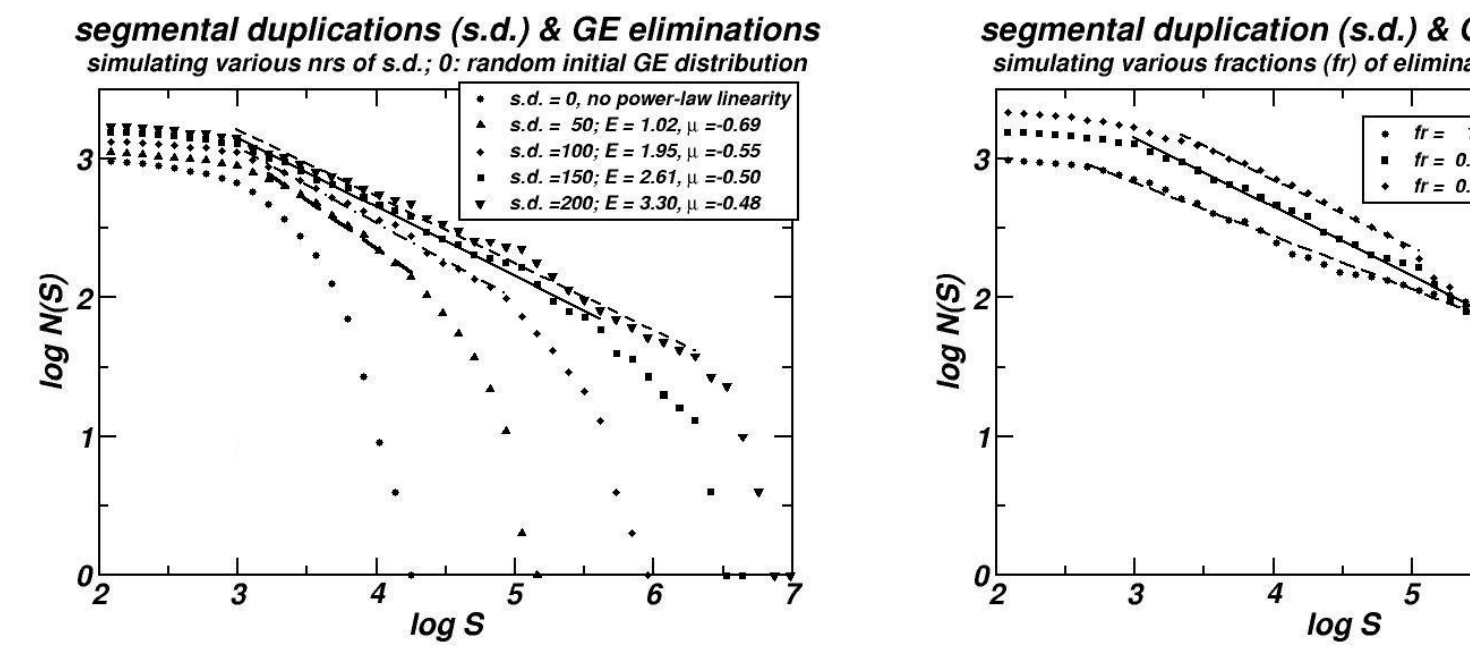 segmental duplications (s.d.) & GE eliminations
simulating various nrs of s.d.; 0: random initial GE distribution
s.d. = 0, no power-law linearity
s.d. = 50; E = 1.02, μ =-0.69
s.d. =100; E = 1.95, μ =-0.55
s.d. =150; E = 2.61, μ =-0.50
s.d. =200; E = 3.30, μ =-0.48
3
2
1
0
log N(S)
2 3 4 5 6 7
log S
segmental duplication (s.d.) &
simulating various fractions (fr) of
fr =
fr = 0.
fr = 0.
3
2
1
0
log N(S)
2 3 4 5
log S